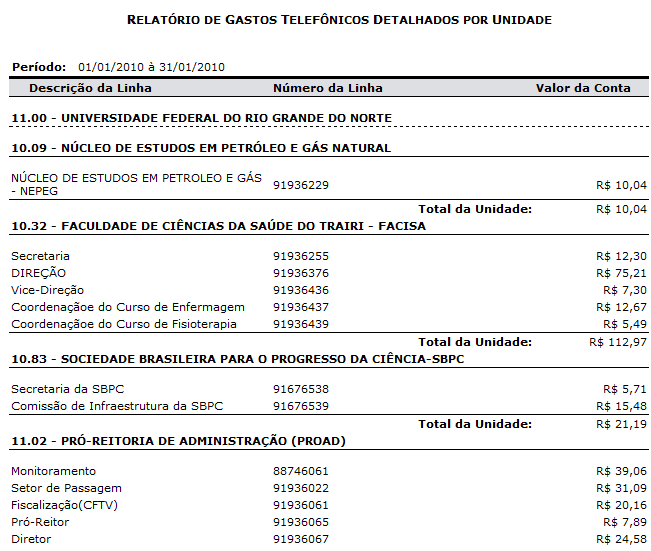 RELATÓRIO DE GASTOS TELEFÔNICOS DETALHADOS POR UNIDADE
Período: 01/01/2010 à 31/01/2010
Descrição da Linha Número da Linha Valor da Conta
11.00 - UNIVERSIDADE FEDERAL DO RIO GRANDE DO NORTE
10.09 - NÚCLEO DE ESTUDOS EM PETRÓLEO E GÁS NATURAL
NÚCLEO DE ESTUDOS EM PETROLEO E GÁS
- NEPEG 91936229 R$ 10,04
Total da Unidade: R$ 10,04
10.32 - FACULDADE DE CIÊNCIAS DA SAÚDE DO TRAIRI - FACISA
Secretaria 91936255 R$ 12,30
DIREÇÃO 91936376 R$ 75,21
Vice-Direção 91936436 R$ 7,30
Coordenaçãoe do Curso de Enfermagem 91936437 R$ 12,67
Coordenaçãoe do Curso de Fisioterapia 91936439 R$ 5,49
Total da Unidade: R$ 112,97
10.83 - SOCIEDADE BRASILEIRA PARA O PROGRESSO DA CIÊNCIA-SBPC
Secretaria da SBPC 91676538 R$ 5,71
Comissão de Infraestrutura da SBPC 91676539 R$ 15,48
Total da Unidade: R$ 21,19
11.02 - PRÓ-REITORIA DE ADMINISTRAÇÃO (PROAD)
Monitoramento 88746061 R$ 39,06
Setor de Passagem 91936022 R$ 31,09
Fiscalização(CFTV) 91936061 R$ 20,16
Pró-Reitor 91936065 R$ 7,89
Diretor 91936067 R$ 24,58